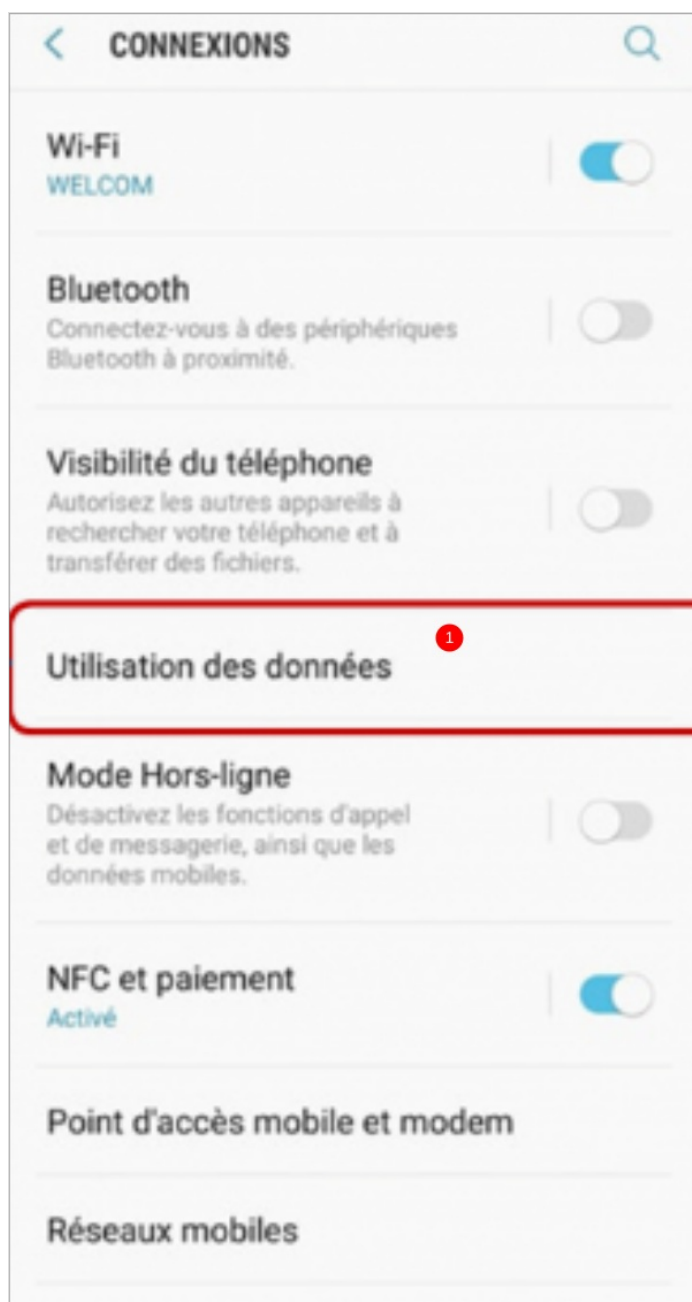 CONNEXIONS
Wi-Fi
WELCOM
Bluetooth
Connectez-vous à des périphériques
Bluetooth à proximité.
Visibilité du téléphone
Autorisez les autres appareils à
rechercher votre téléphone et à
transférer des fichiers.
1
Utilisation des données
Mode Hors-ligne
Désactivez les fonctions d'appel
et de messagerie, ainsi que les
données mobiles.
NFC et paiement
Activé
Point d'accès mobile et modem
Réseaux mobiles